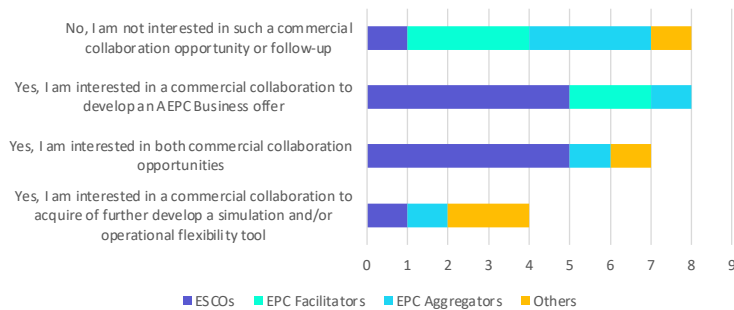 No, I am not interested in such a commercial
collaboration opportunity or follow-up
Yes, I am interested in a commercial collaboration to
develop an AEPC Business offer
Yes, I am interested in both commercial collaboration
opportunities
Yes, I am interested in a commercial collaboration to
acquire of further develop a simulation and/or
operational flexibility tool
0 1 2 3 4 5 6 7 8 9
ESCOs EPC Facilitators EPC Aggregators Others